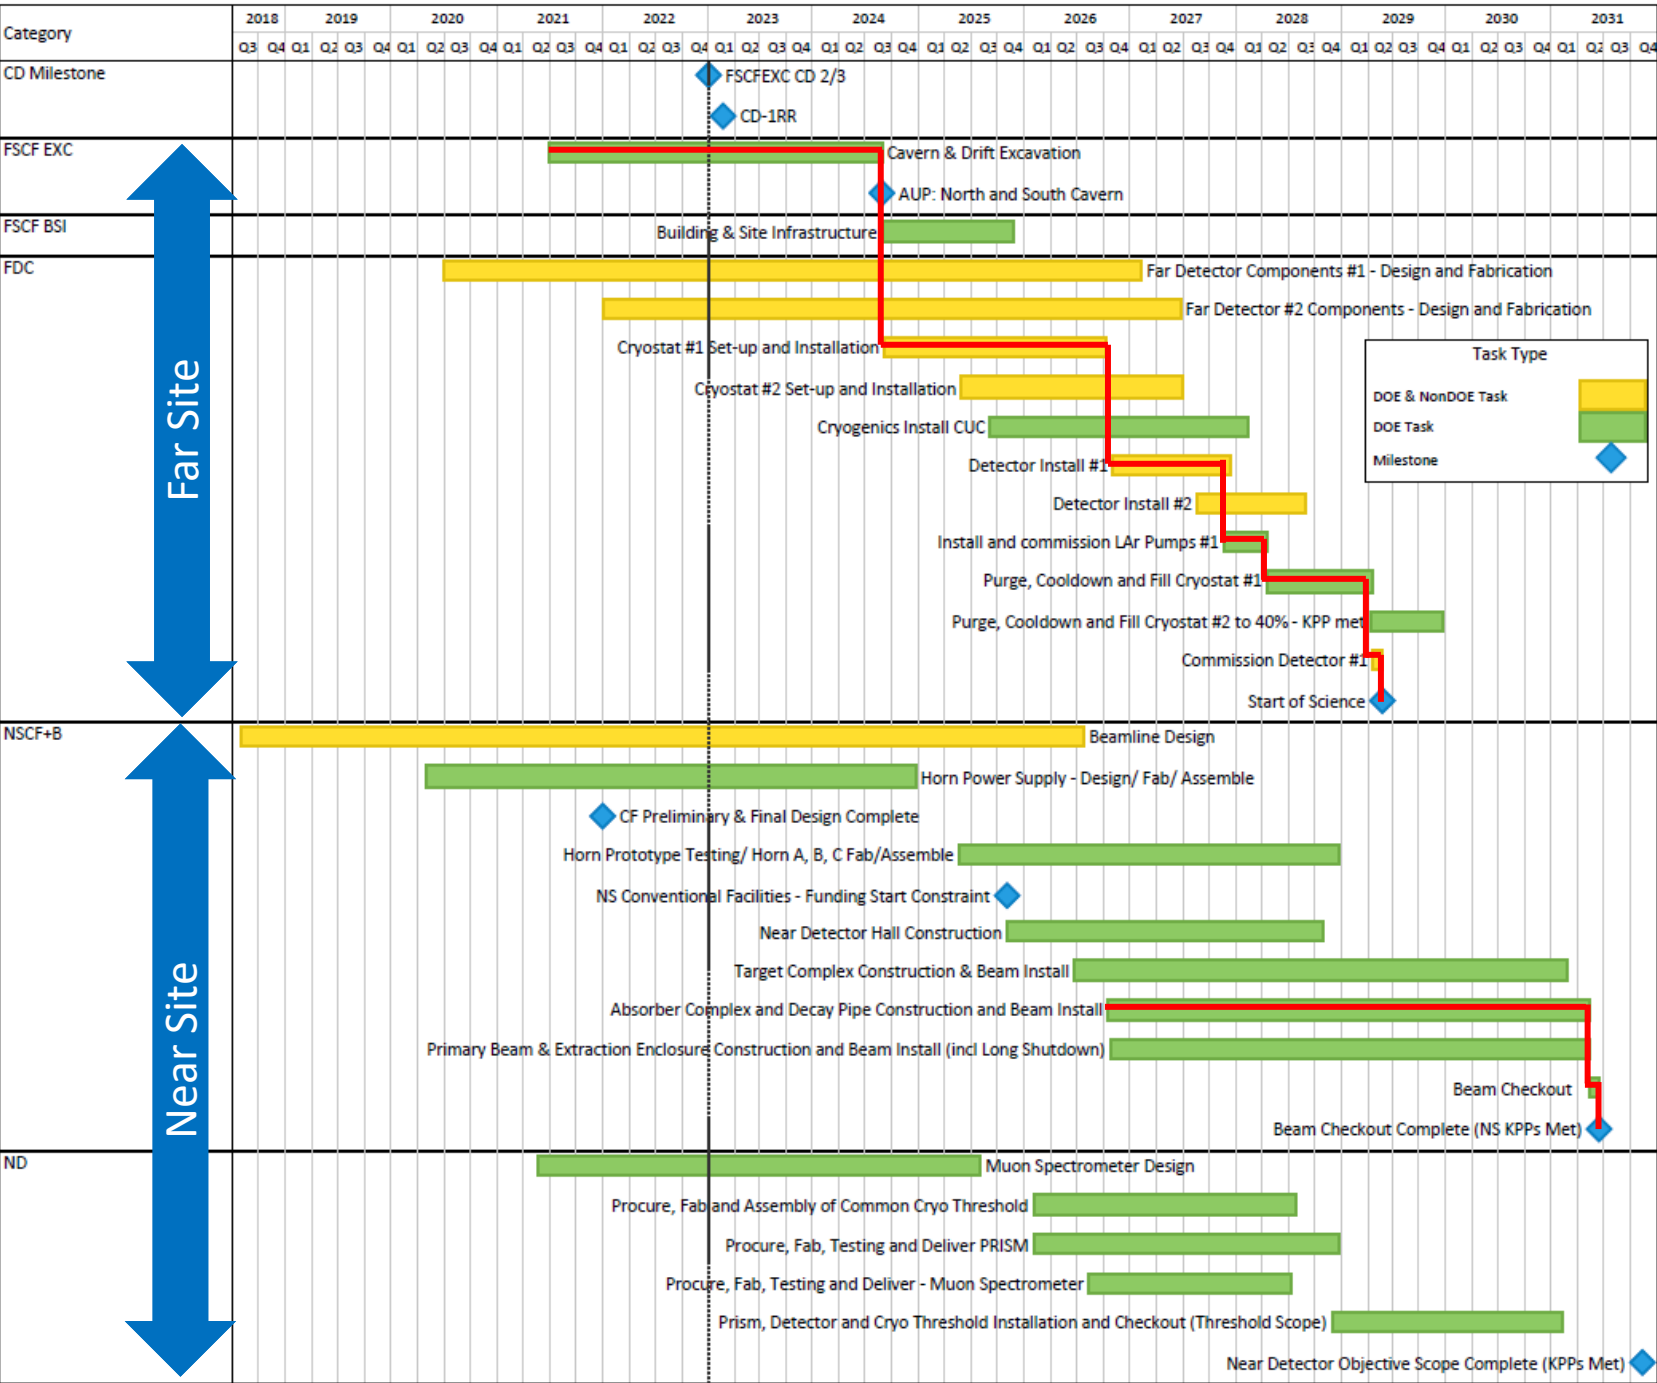 Category
2018 2019 2020 2021 2022 2023 2024 2025 2026 2027 2028 2029 2030 2031
Q3 Q4 Q1 Q2 Q3 Q4 Q1 Q2 Q3 Q4 Q1 Q2 Q3 Q4 Q1 Q2 Q3 Q4 Q1 Q2 Q3 Q4 Q1 Q2 Q3 Q4 Q1 Q2 Q3 Q4 Q1 Q2 Q3 Q4 Q1 Q2 Q3 Q4 Q1 Q2 Q3 Q4 Q1 Q2 Q3 Q4 Q1 Q2 Q3 Q4 Q1 Q2 Q3 Q4
CD Milestone
FSCFEXC CD 2/3
CD-1RR
FSCF EXC
Cavern & Drift Excavation
AUP: North and South Cavern
FSCF BSI
Building & Site Infrastructure
FDC
Far Detector Components #1 - Design and Fabrication
Far Detector #2 Components - Design and Fabrication
Cryostat #1 Set-up and Installation
Cryostat #2 Set-up and Installation
Cryogenics Install CUC
Detector Install #1
Detector Install #2
Install and commission LAr Pumps #1
Purge, Cooldown and Fill Cryostat #1
Purge, Cooldown and Fill Cryostat #2 to 40% - KPP met
Commission Detector #1
Start of Science
Far Site
Task Type
DOE & NonDOE Task
DOE Task
Milestone
NSCF+B
Beamline Design
Horn Power Supply - Design/ Fab/ Assemble
CF Preliminary & Final Design Complete
Horn Prototype Testing/ Horn A, B, C Fab/Assemble
NS Conventional Facilities - Funding Start Constraint
Near Detector Hall Construction
Target Complex Construction & Beam Install
Absorber Complex and Decay Pipe Construction and Beam Install
Primary Beam & Extraction Enclosure Construction and Beam Install (incl Long Shutdown)
Beam Checkout
Beam Checkout Complete (NS KPPs Met)
Near Site
ND
Muon Spectrometer Design
Procure, Fab and Assembly of Common Cryo Threshold
Procure, Fab, Testing and Deliver PRISM
Procure, Fab, Testing and Deliver - Muon Spectrometer
Prism, Detector and Cryo Threshold Installation and Checkout (Threshold Scope)
Near Detector Objective Scope Complete (KPPs Met)